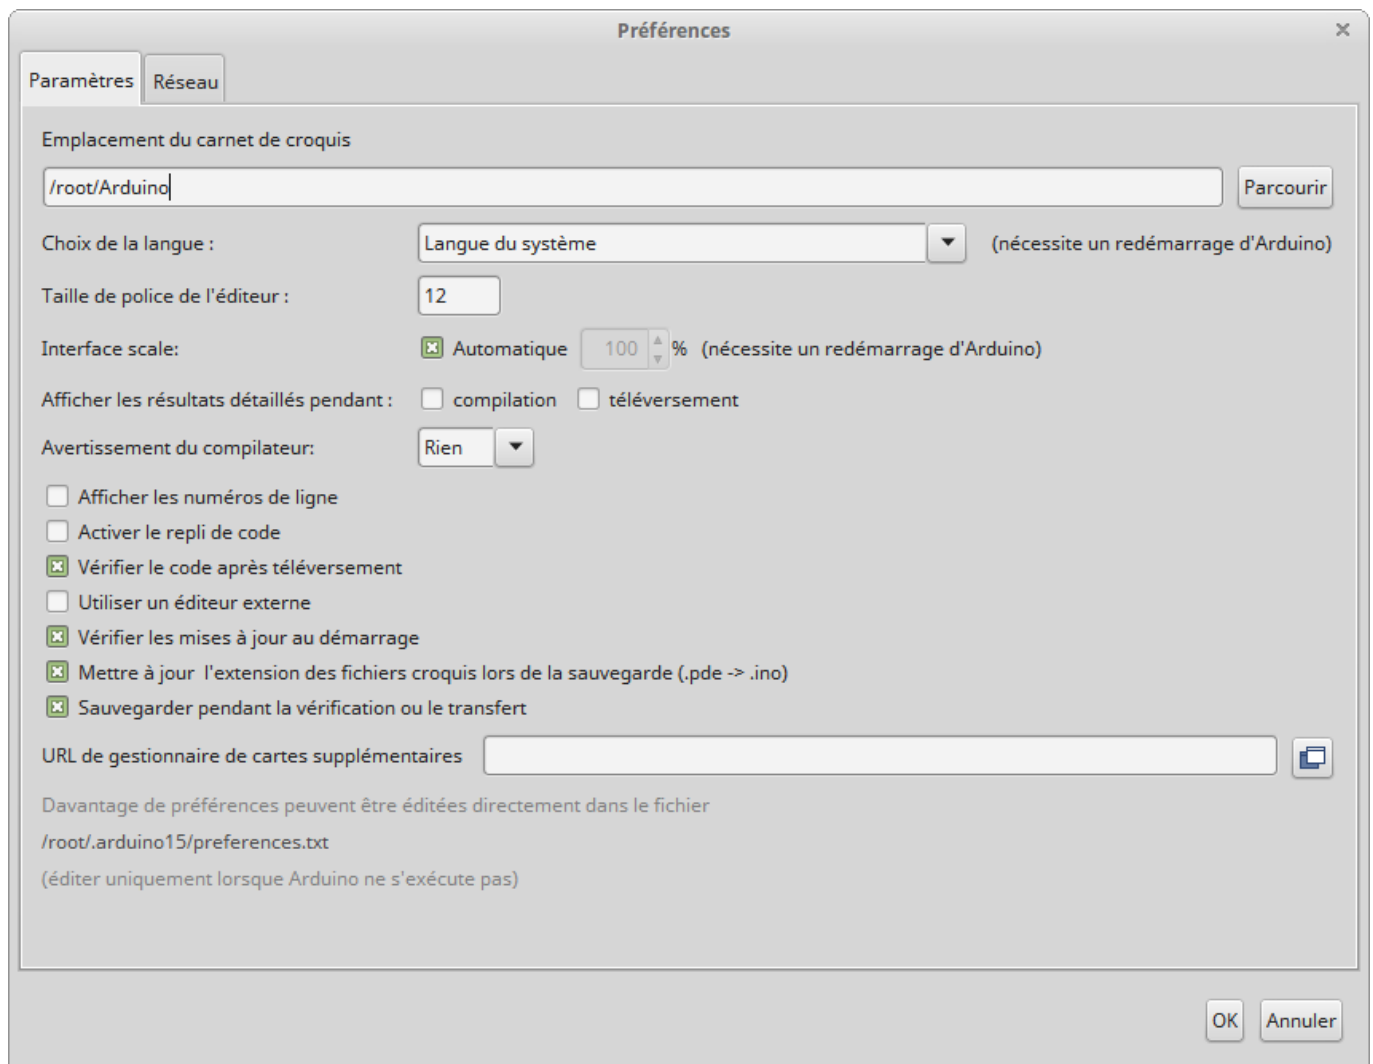 Préférences
Paramètres Réseau
Emplacement du carnet de croquis
/root/Arduino Parcourir
Choix de la langue : Langue du système (nécessite un redémarrage d'Arduino)
Taille de police de l'éditeur : 12
Interface scale: Automatique 100 % (nécessite un redémarrage d'Arduino)
Afficher les résultats détaillés pendant : compilation téléversement
Avertissement du compilateur: Rien
Afficher les numéros de ligne
Activer le repli de code
Vérifier le code après téléversement
Utiliser un éditeur externe
Vérifier les mises à jour au démarrage
Mettre à jour  l'extension des fichiers croquis lors de la sauvegarde (.pde -> .ino)
Sauvegarder pendant la vérification ou le transfert
URL de gestionnaire de cartes supplémentaires
Davantage de préférences peuvent être éditées directement dans le fichier
/root/.arduino15/preferences.txt
(éditer uniquement lorsque Arduino ne s'exécute pas)
OK Annuler